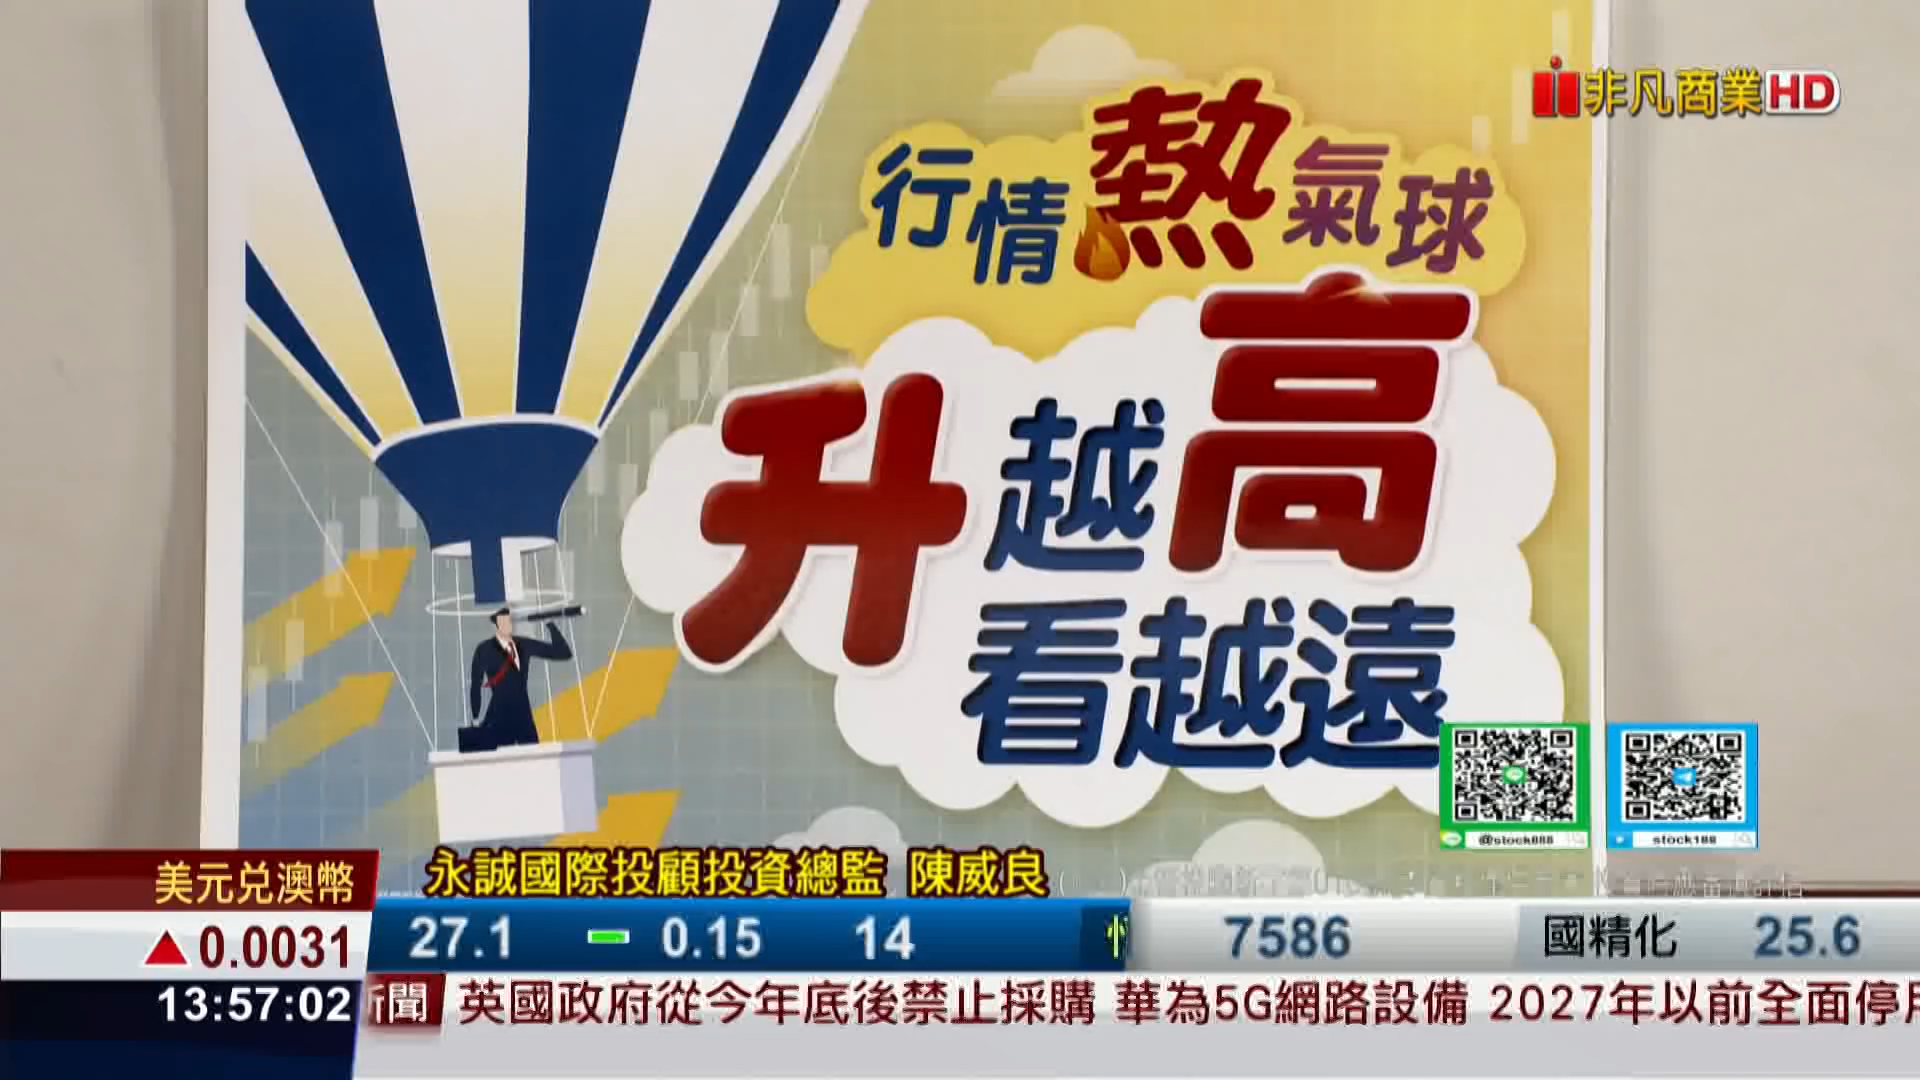 非凡商業HD
行情熱氣球
升越高
看越遠
@stock888
stock188
永誠國際投顧投資總監 陳威良
美元兑澳幣
▲0.0031
27.1 0.15 14
7586 國精化 25.6
13:57:02
聞 英國政府從今年底後禁止採購 華為5G網路設備 2027年以前全面停